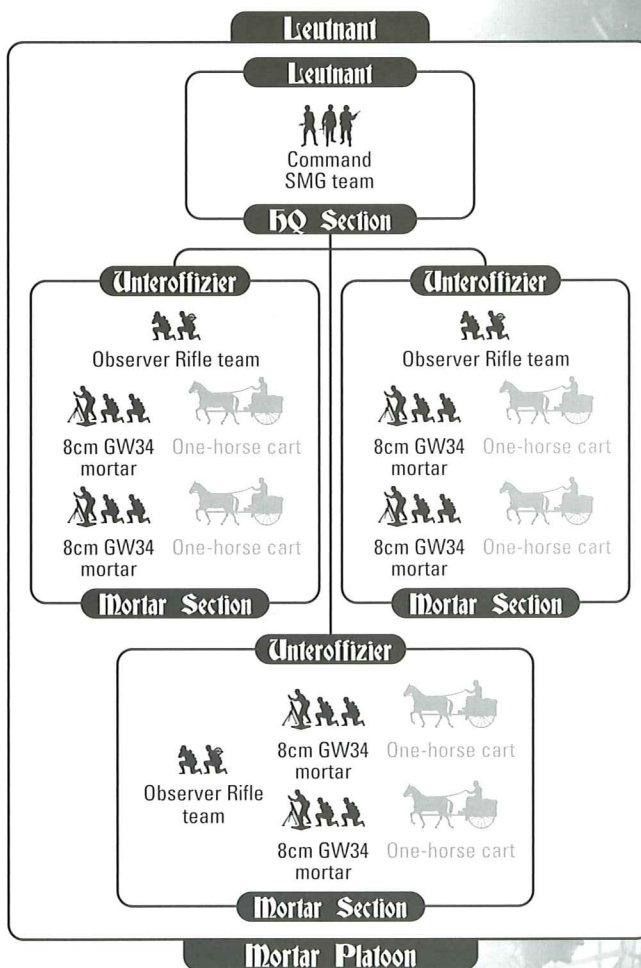 Leutnant
Leutnant
Command
SMG team
HQ Section
Unteroffizier
Observer Rifle team
8cm GW34
mortar
One-horse cart
8cm GW34
mortar
One-horse cart
Mortar Section
Unteroffizier
Observer Rifle team
8cm GW34
mortar
One-horse cart
8cm GW34
mortar
One-horse cart
Mortar Section
Unteroffizier
Observer Rifle
team
8cm GW34
mortar
One-horse cart
8cm GW34
mortar
One-horse cart
Mortar Section
Mortar Platoon